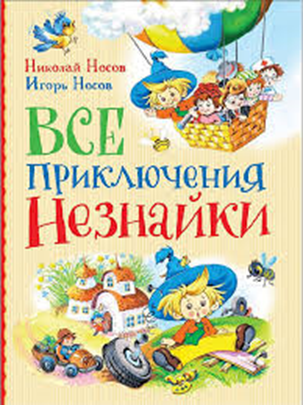 Николай Носов
Игорь Носов
ВСЕ
ПРИКЛЮЧЕНИЯ
НЕЗНАЙКИ